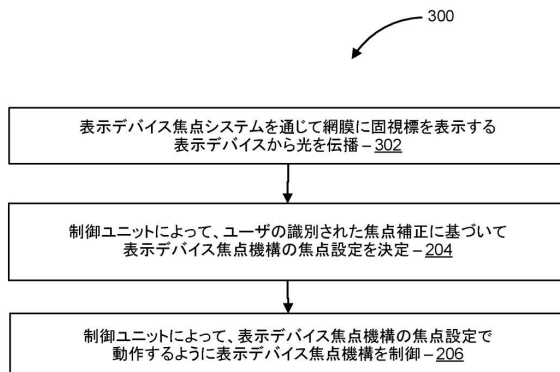 300
表示デバイス焦点システムを通じて網膜に固視標を表示する
表示デバイスから光を伝播 – 302
制御ユニットによって、ユーザの識別された焦点補正に基づいて
表示デバイス焦点機構の焦点設定を決定 – 204
制御ユニットによって、表示デバイス焦点機構の焦点設定で
動作するように表示デバイス焦点機構を制御 – 206